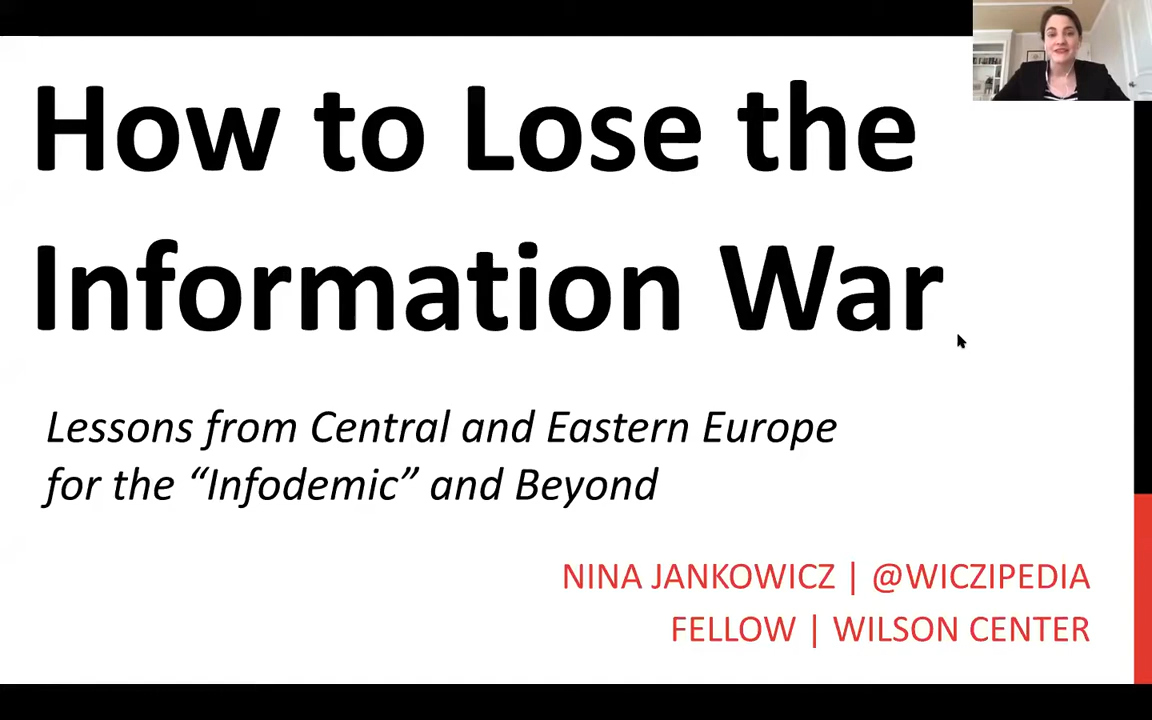 How to Lose the
Information War
Lessons from Central and Eastern Europe
for the “Infodemic” and Beyond
NINA JANKOWICZ | @WICZIPEDIA
FELLOW | WILSON CENTER